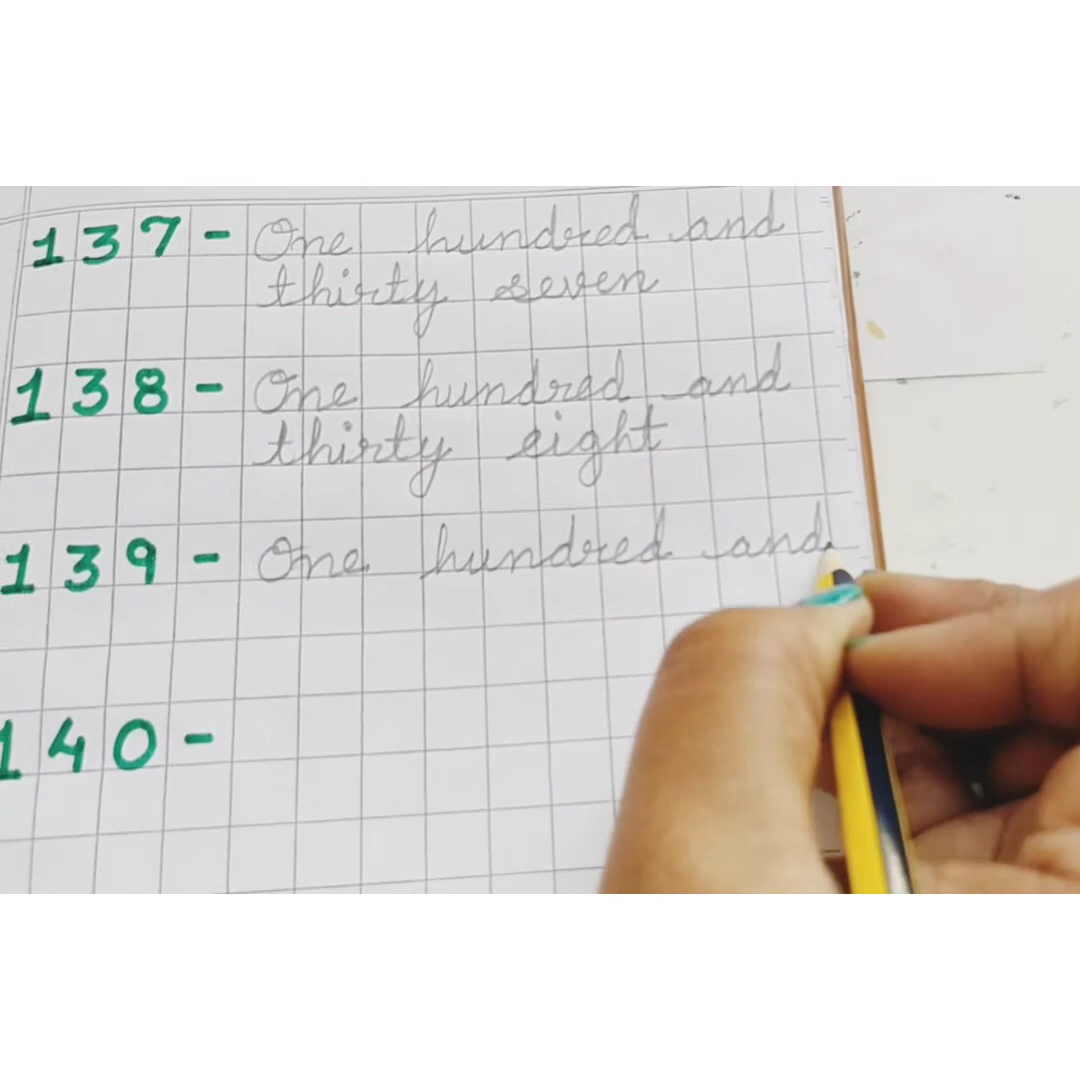 137 - One hundred and
thirty seven
138 - One hundred and
thirty eight
139 - One hundred and
140 -